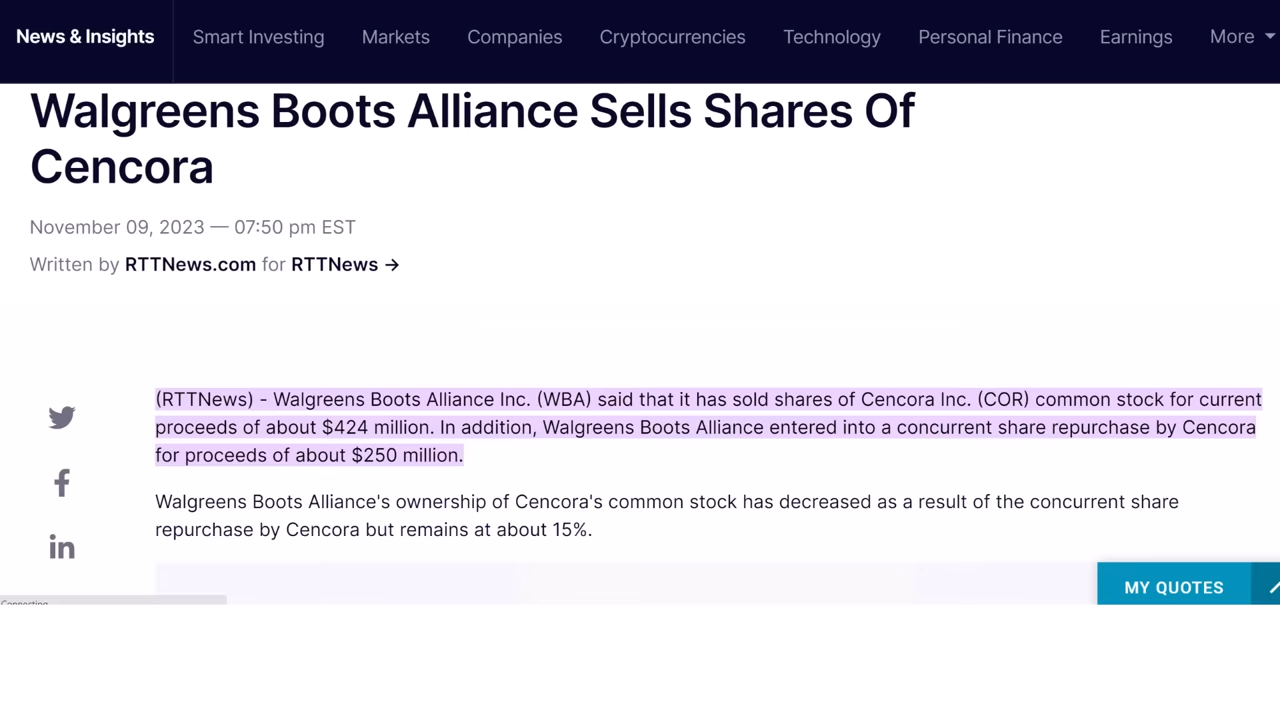 News & Insights Smart Investing Markets Companies Cryptocurrencies Technology Personal Finance Earnings More
Walgreens Boots Alliance Sells Shares Of
Cencora
November 09, 2023 — 07:50 pm EST
Written by RTTNews.com for RTTNews →
(RTTNews) - Walgreens Boots Alliance Inc. (WBA) said that it has sold shares of Cencora Inc. (COR) common stock for current
proceeds of about $424 million. In addition, Walgreens Boots Alliance entered into a concurrent share repurchase by Cencora
for proceeds of about $250 million.
Walgreens Boots Alliance's ownership of Cencora's common stock has decreased as a result of the concurrent share
repurchase by Cencora but remains at about 15%.
MY QUOTES
Connecting